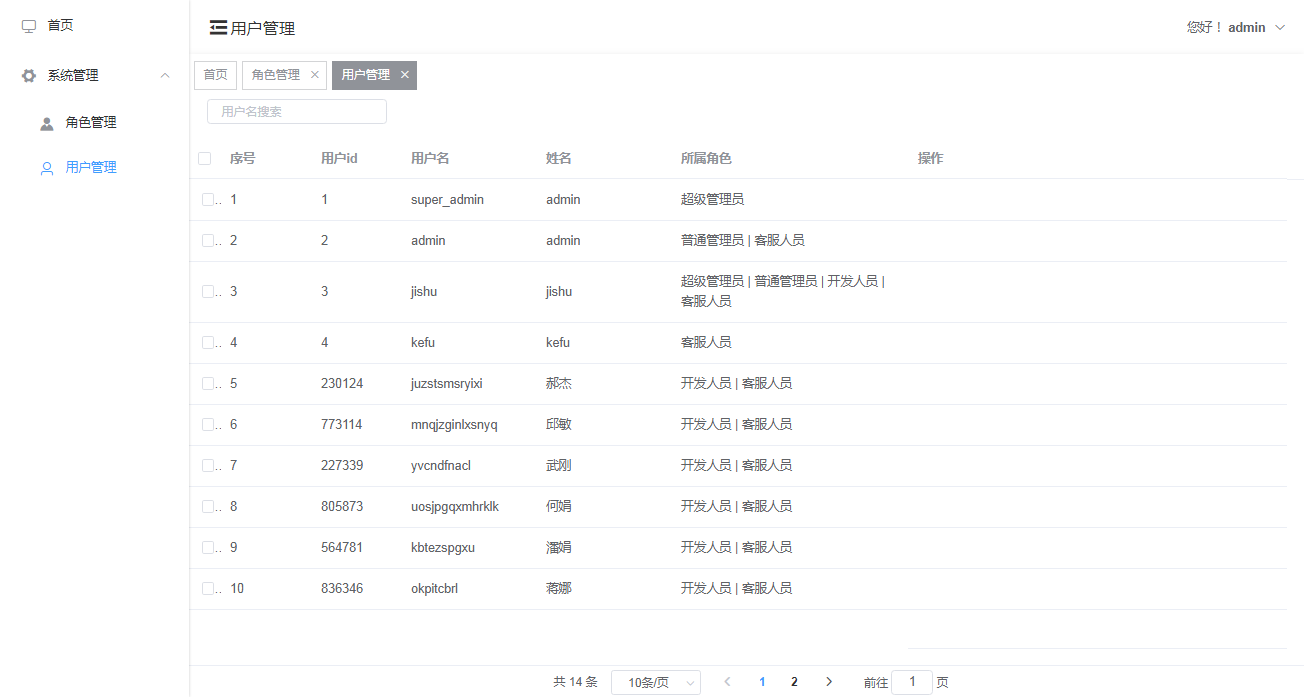 首页
系统管理
角色管理
用户管理
用户管理
您好！ admin
首页 角色管理 用户管理
用户名搜索
序号 用户id 用户名 姓名 所属角色 操作
1 1 super_admin admin 超级管理员
2 2 admin admin 普通管理员 | 客服人员
3 3 jishu jishu 超级管理员 | 普通管理员 | 开发人员 |
客服人员
4 4 kefu kefu 客服人员
5 230124 juzstsmsryixi 郝杰 开发人员 | 客服人员
6 773114 mnqjzginlxsnyq 邱敏 开发人员 | 客服人员
7 227339 yvcndfnacl 武刚 开发人员 | 客服人员
8 805873 uosjpgqxmhrklk 何娟 开发人员 | 客服人员
9 564781 kbtezspgxu 潘娟 开发人员 | 客服人员
10 836346 okpitcbrl 蒋娜 开发人员 | 客服人员
共 14 条 10条/页 1 2 前往 1 页